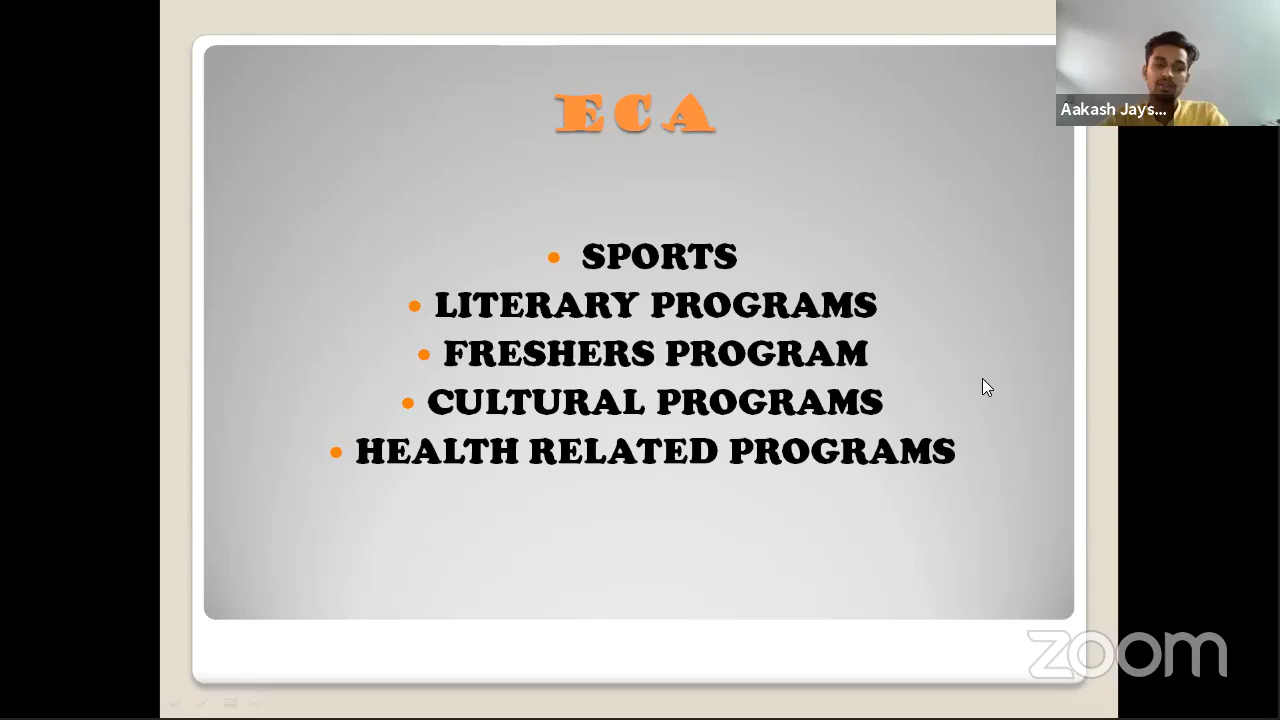 ECA
Aakash Jays...
• SPORTS
• LITERARY PROGRAMS
• FRESHERS PROGRAM
• CULTURAL PROGRAMS
• HEALTH RELATED PROGRAMS
zoom